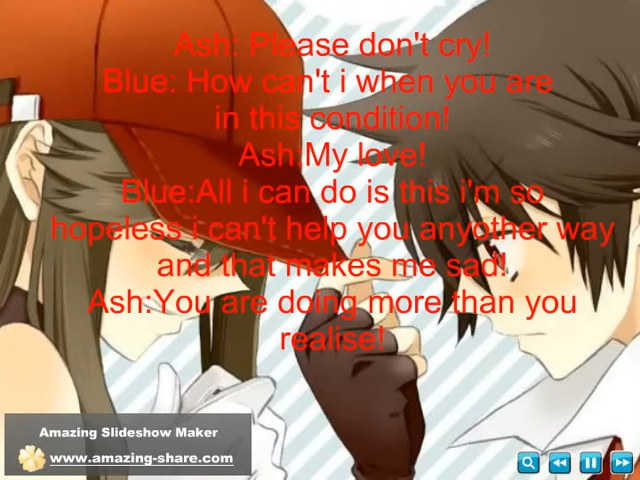 Ash: Please don't cry!
Blue: How can't i when you are
in this condition!
Ash:My love!
Blue:All i can do is this i'm so
hopeless i can't help you anyother way
and that makes me sad!
Ash:You are doing more than you
realise!
Amazing Slideshow Maker
www.amazing-share.com